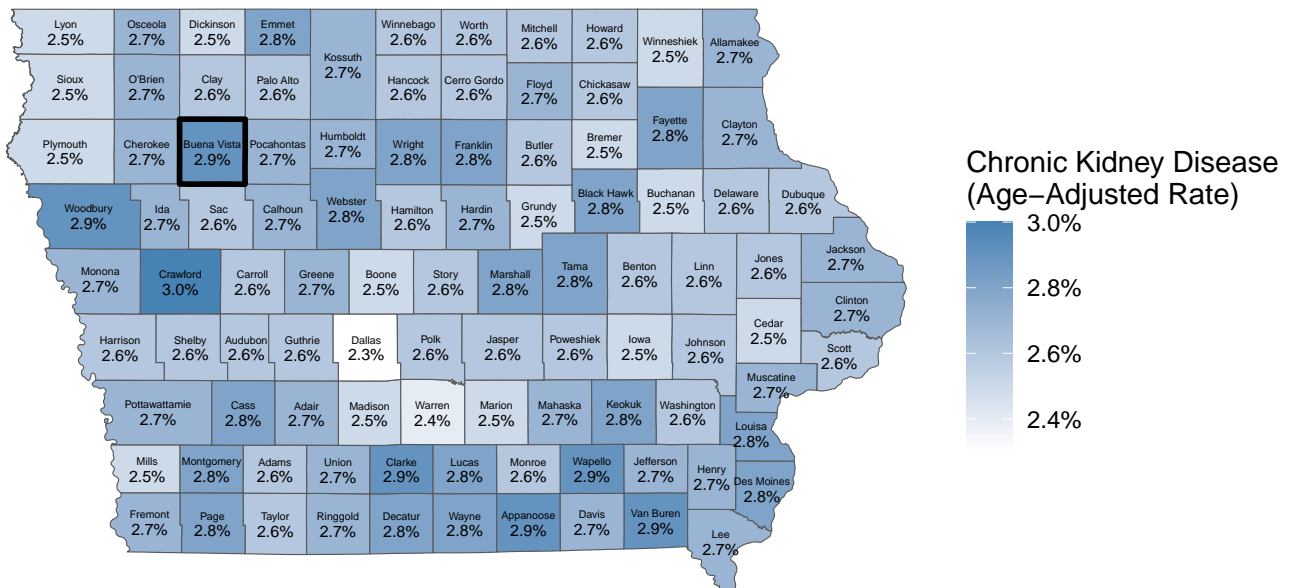 Lyon
2.5%
Osceola
2.7%
Dickinson
2.5%
Emmet
2.8%
Kossuth
2.7%
Winnebago
2.6%
Worth
2.6%
Mitchell
2.6%
Howard
2.6%
Winneshiek
2.5%
Allamakee
2.7%
Sioux
2.5%
O'Brien
2.7%
Clay
2.6%
Palo Alto
2.6%
Hancock
2.6%
Cerro Gordo
2.6%
Floyd
2.7%
Chickasaw
2.6%
Fayette
2.8%
Clayton
2.7%
Plymouth
2.5%
Cherokee
2.7%
Buena Vista
2.9%
Pocahontas
2.7%
Humboldt
2.7%
Wright
2.8%
Franklin
2.8%
Butler
2.6%
Bremer
2.5%
Woodbury
2.9%
Ida
2.7%
Sac
2.6%
Calhoun
2.7%
Webster
2.8%
Hamilton
2.6%
Hardin
2.7%
Grundy
2.5%
Black Hawk
2.8%
Buchanan
2.5%
Delaware
2.6%
Dubuque
2.6%
Monona
2.7%
Crawford
3.0%
Carroll
2.6%
Greene
2.7%
Boone
2.5%
Story
2.6%
Marshall
2.8%
Tama
2.8%
Benton
2.6%
Linn
2.6%
Jones
2.6%
Jackson
2.7%
Clinton
2.7%
Harrison
2.6%
Shelby
2.6%
Audubon
2.6%
Guthrie
2.6%
Dallas
2.3%
Polk
2.6%
Jasper
2.6%
Poweshiek
2.6%
Iowa
2.5%
Johnson
2.6%
Cedar
2.5%
Scott
2.6%
Muscatine
2.7%
Pottawattamie
2.7%
Cass
2.8%
Adair
2.7%
Madison
2.5%
Warren
2.4%
Marion
2.5%
Mahaska
2.7%
Keokuk
2.8%
Washington
2.6%
Louisa
2.8%
Mills
2.5%
Montgomery
2.8%
Adams
2.6%
Union
2.7%
Clarke
2.9%
Lucas
2.8%
Monroe
2.6%
Wapello
2.9%
Jefferson
2.7%
Henry
2.7%
Des Moines
2.8%
Fremont
2.7%
Page
2.8%
Taylor
2.6%
Ringgold
2.7%
Decatur
2.8%
Wayne
2.8%
Appanoose
2.9%
Davis
2.7%
Van Buren
2.9%
Lee
2.7%
Chronic Kidney Disease
(Age−Adjusted Rate)
3.0%
2.8%
2.6%
2.4%